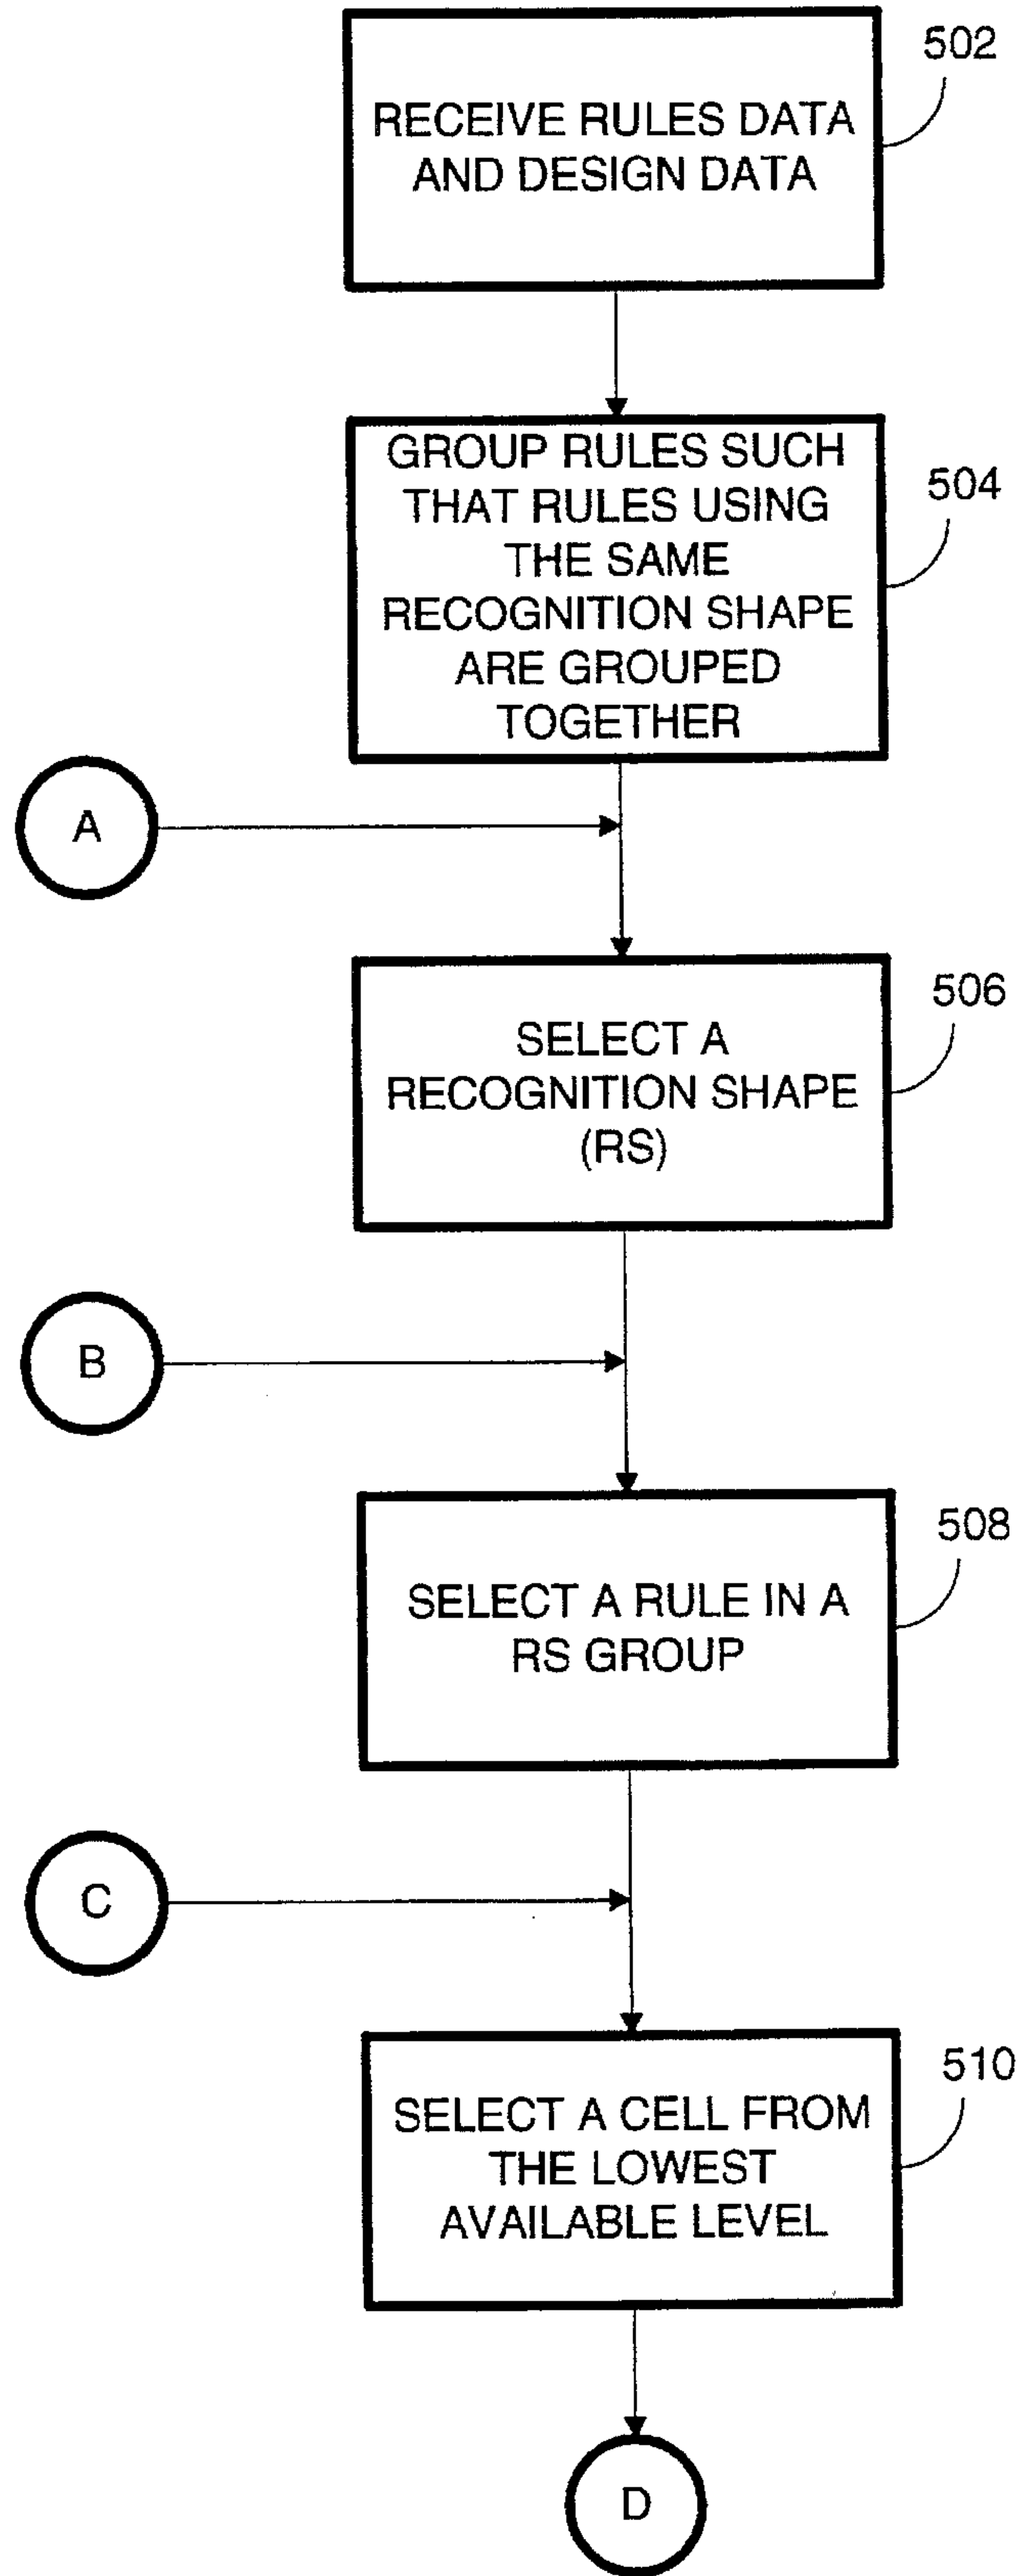 502
RECEIVE RULES DATA
AND DESIGN DATA
504
GROUP RULES SUCH
THAT RULES USING
THE SAME
RECOGNITION SHAPE
ARE GROUPED
TOGETHER
A
506
SELECT A
RECOGNITION SHAPE
(RS)
B
508
SELECT A RULE IN A
RS GROUP
C
510
SELECT A CELL FROM
THE LOWEST
AVAILABLE LEVEL
D